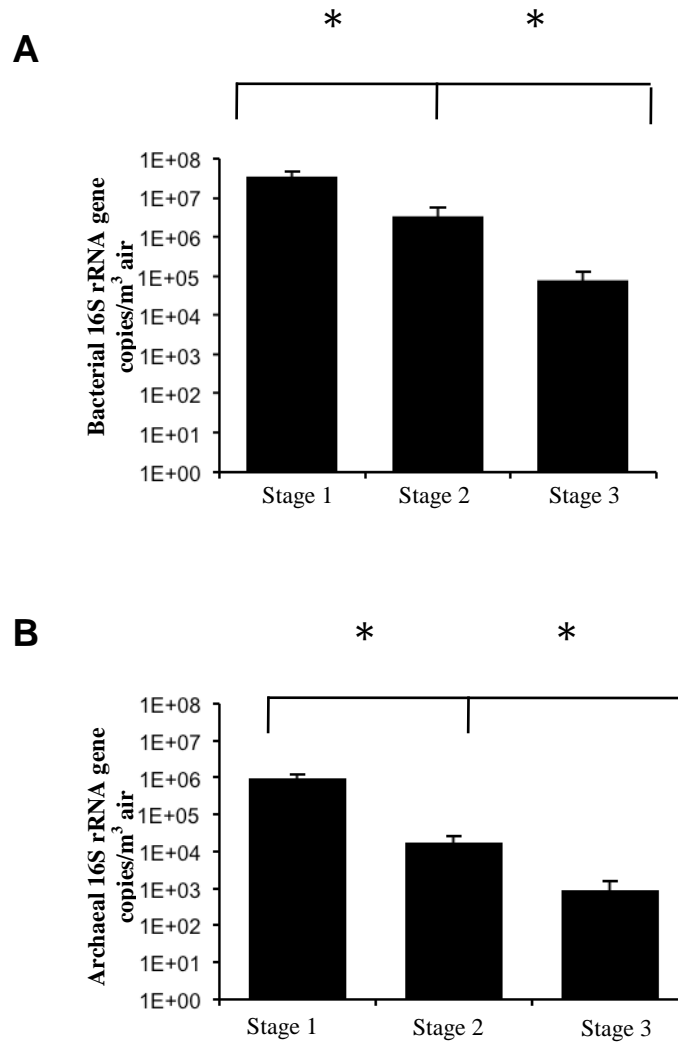 *
*
A
Bacterial 16S rRNA gene
copies/m³ air
1E+08
1E+07
1E+06
1E+05
1E+04
1E+03
1E+02
1E+01
1E+00
Stage 1
Stage 2
Stage 3
B
*
*
Archaeal 16S rRNA gene
copies/m³ air
1E+08
1E+07
1E+06
1E+05
1E+04
1E+03
1E+02
1E+01
1E+00
Stage 1
Stage 2
Stage 3